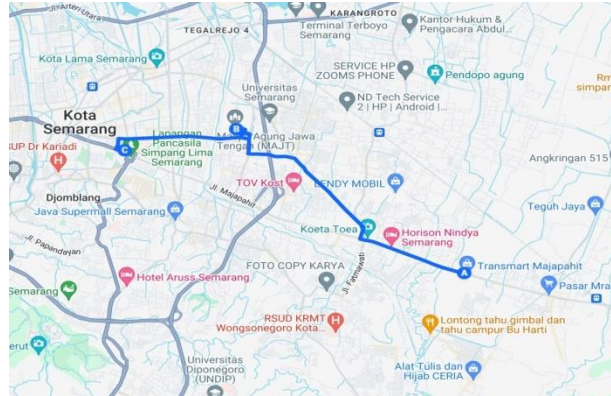 Jl. Arteri Utara
TEGALREJO 4
KARANGROTO
Terminal Terboyo
Semarang
Kantor Hukum &
Pengacara Abdul...
Kota Lama Semarang
SERVICE HP
ZOOMS PHONE
Pendopo agung
Rm
simpan
Universitas
Semarang
ND Tech Service
2 | HP | Android |...
Kota
Semarang
B
Agung Jawa
Tengah (MAJT)
Lapangan
Pancasila
Simpang Lima
Semarang
C
SUP Dr Kariadi
Angkringan 515
TOV Kost
LENDY MOBIL
Djomblang
Jl. Majapahit
Java Supermall Semarang
Teguh Jaya
Koeta Toea
Horison Nindya
Semarang
Jl. Papandayan
Hotel Aruss Semarang
FOTO COPY KARYA
Jl. Fatmawati
A
Transmart Majapahit
Pasar Mra
Semarang
RSUD KRMT
Wongsonegoro Kota...
Lontong tahu gimbal dan
tahu campur Bu Harti
erut
Universitas
Diponegoro
(UNDIP)
Alat Tulis dan
Hijab CERIA